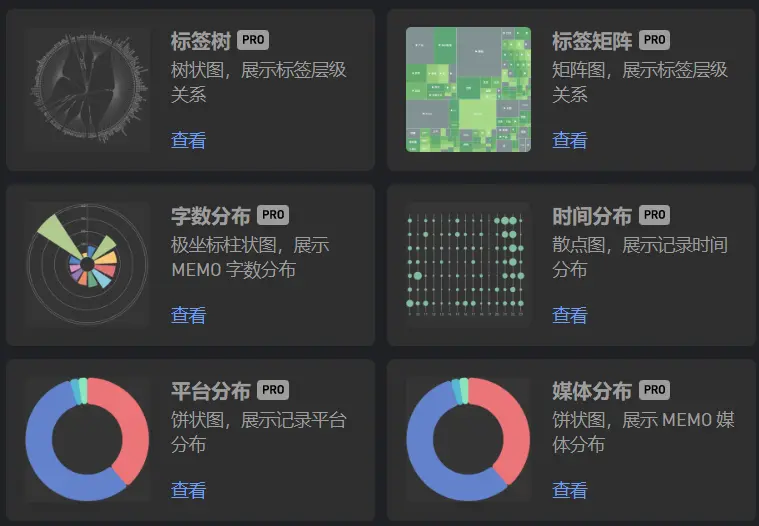 标签树 PRO
树状图，展示标签层级
关系
查看
标签矩阵 PRO
矩阵图，展示标签层级
关系
查看
字数分布 PRO
极坐标柱状图，展示
MEMO 字数分布
查看
时间分布 PRO
散点图，展示记录时间
分布
查看
平台分布 PRO
饼状图，展示记录平台
分布
查看
媒体分布 PRO
饼状图，展示 MEMO 媒
体分布
查看